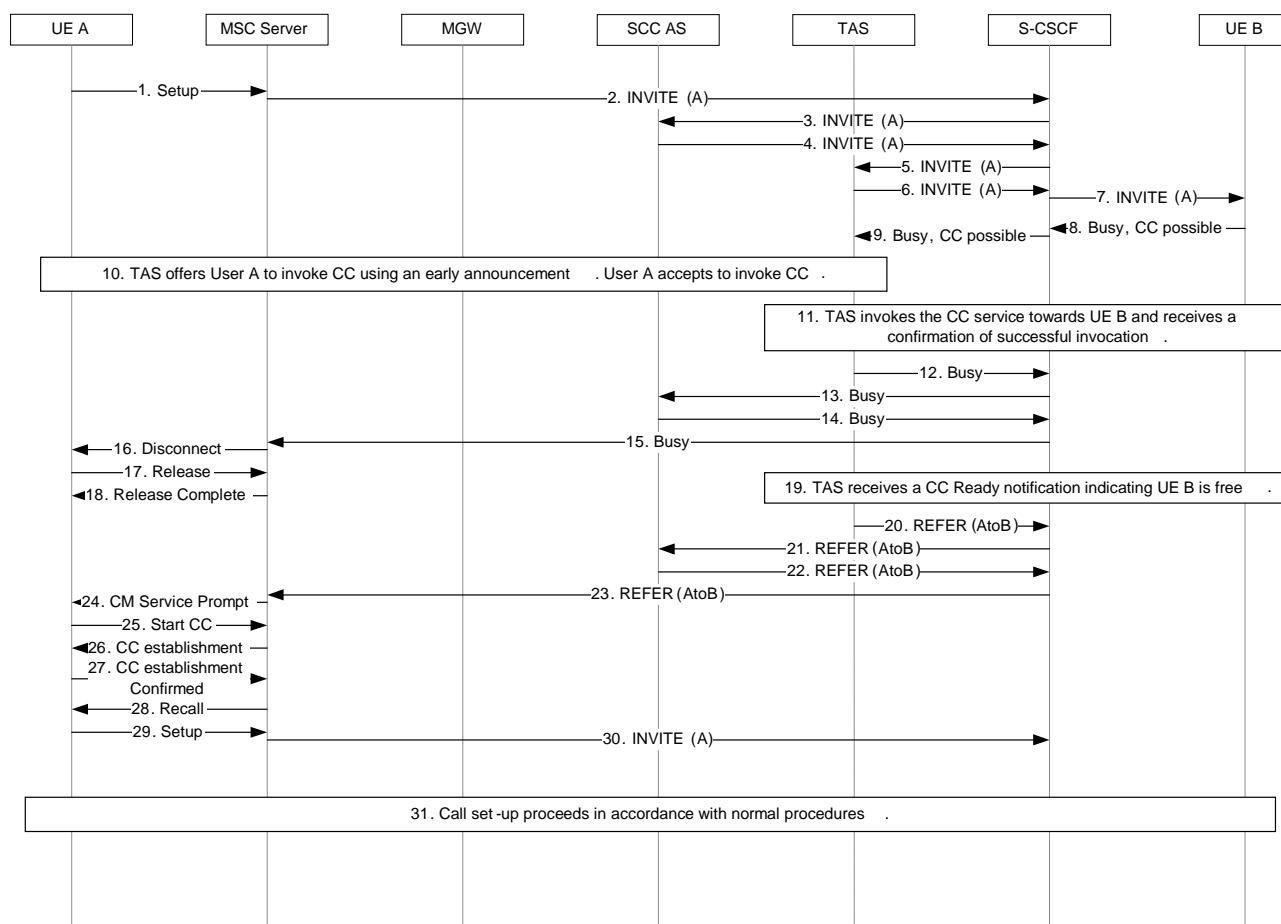 UE A
MSC Server
MGW
SCC AS
TAS
S-CSCF
UE B
1. Setup
2. INVITE (A)
3. INVITE (A)
4. INVITE (A)
5. INVITE (A)
6. INVITE (A)
7. INVITE (A)
8. Busy, CC possible
9. Busy, CC possible
10. TAS offers User A to invoke CC using an early announcement . User A accepts to invoke CC .
11. TAS invokes the CC service towards UE B and receives a
confirmation of successful invocation .
12. Busy
13. Busy
14. Busy
15. Busy
16. Disconnect
17. Release
18. Release Complete
19. TAS receives a CC Ready notification indicating UE B is free .
20. REFER (AtoB)
21. REFER (AtoB)
22. REFER (AtoB)
23. REFER (AtoB)
24. CM Service Prompt
25. Start CC
26. CC establishment
27. CC establishment
Confirmed
28. Recall
29. Setup
30. INVITE (A)
31. Call set-up proceeds in accordance with normal procedures .